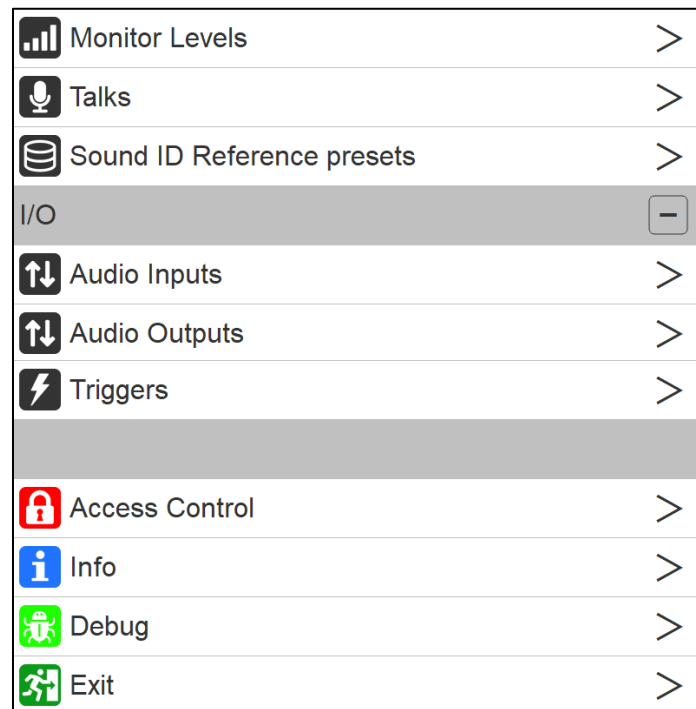 Monitor Levels
Talks
Sound ID Reference presets
I/O
Audio Inputs
Audio Outputs
Triggers
Access Control
Info
Debug
Exit